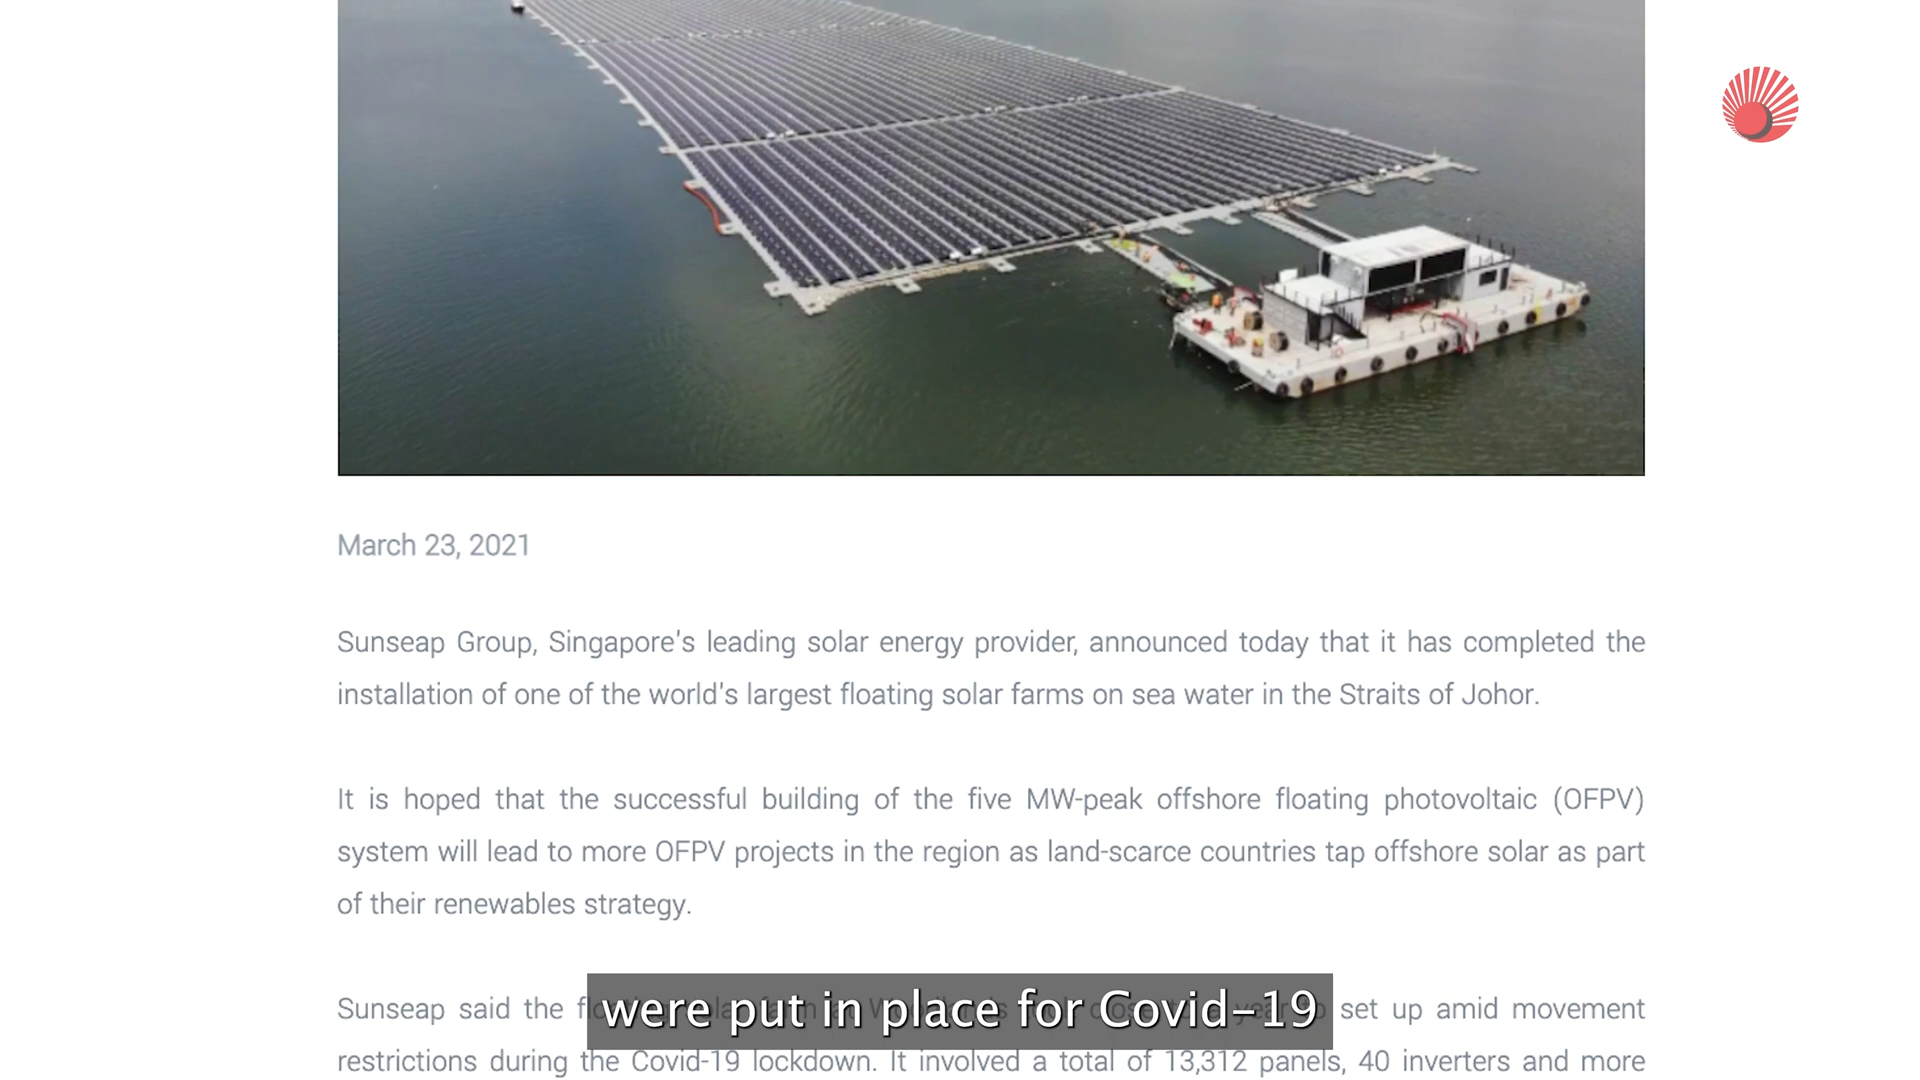 March 23, 2021
Sunseap Group, Singapore's leading solar energy provider, announced today that it has completed the
installation of one of the world's largest floating solar farms on sea water in the Straits of Johor.
It is hoped that the successful building of the five MW-peak offshore floating photovoltaic (OFPV)
system will lead to more OFPV projects in the region as land-scarce countries tap offshore solar as part
of their renewables strategy.
Sunseap said the set up amid movement
were put in place for Covid-19
restrictions during the Covid-19 lockdown. It involved a total of 13,312 panels, 40 inverters and more